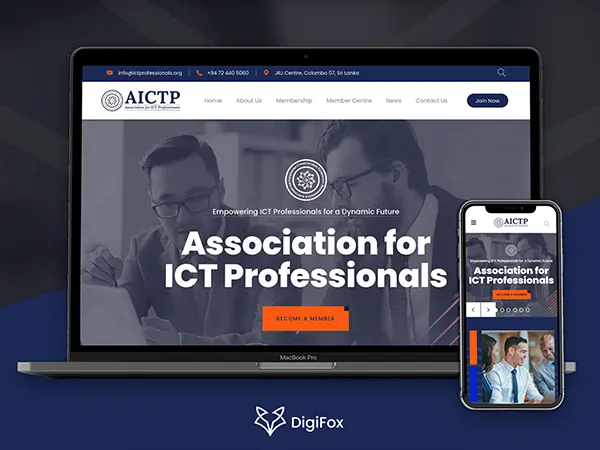 info@ictprofessionals.org
+94 72 440 5060
JRJ Centre, Colombo 07, Sri Lanka
AICTP
Association for ICT Professionals
Home
About Us
Membership
Member Centre
News
Contact Us
Join Now
Empowering ICT Professionals for a Dynamic Future
Association for
ICT Professionals
BECOME A MEMBER
MacBook Pro
AICTP
Empowering ICT Professionals for a Dynamic Future
Association for
ICT Professionals
BECOME A MEMBER
DigiFox